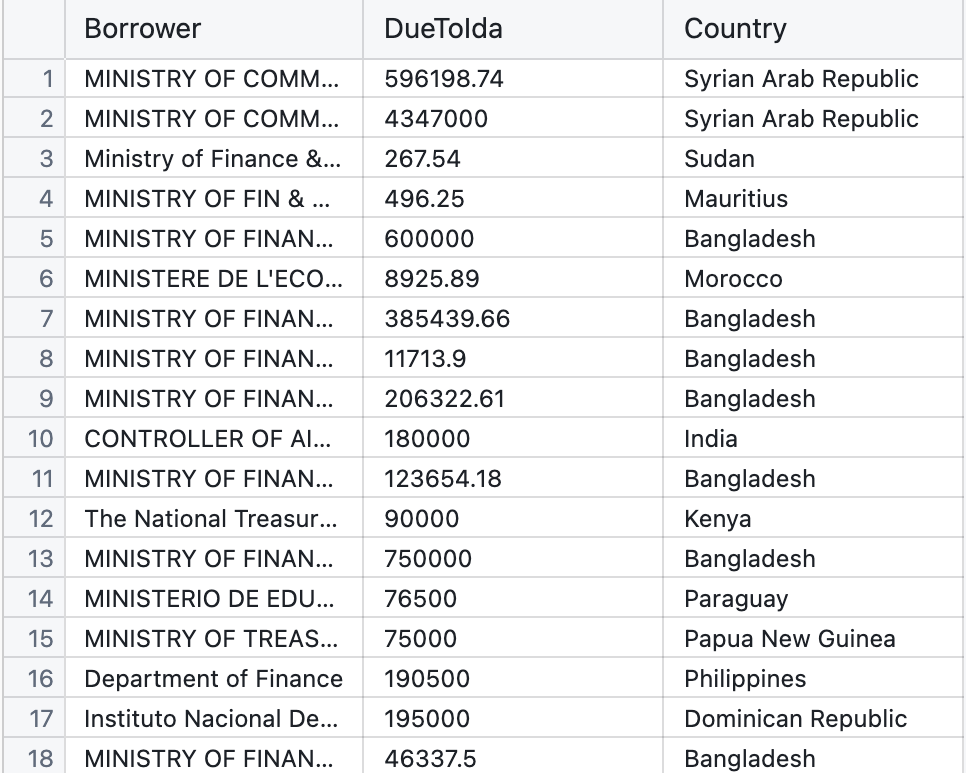 Borrower DueToIda Country
1 MINISTRY OF COMM... 596198.74 Syrian Arab Republic
2 MINISTRY OF COMM... 4347000 Syrian Arab Republic
3 Ministry of Finance &... 267.54 Sudan
4 MINISTRY OF FIN & ... 496.25 Mauritius
5 MINISTRY OF FINAN... 600000 Bangladesh
6 MINISTERE DE L'ECO... 8925.89 Morocco
7 MINISTRY OF FINAN... 385439.66 Bangladesh
8 MINISTRY OF FINAN... 11713.9 Bangladesh
9 MINISTRY OF FINAN... 206322.61 Bangladesh
10 CONTROLLER OF AI... 180000 India
11 MINISTRY OF FINAN... 123654.18 Bangladesh
12 The National Treasur... 90000 Kenya
13 MINISTRY OF FINAN... 750000 Bangladesh
14 MINISTERIO DE EDU... 76500 Paraguay
15 MINISTRY OF TREAS... 75000 Papua New Guinea
16 Department of Finance 190500 Philippines
17 Instituto Nacional De... 195000 Dominican Republic
18 MINISTRY OF FINAN... 46337.5 Bangladesh